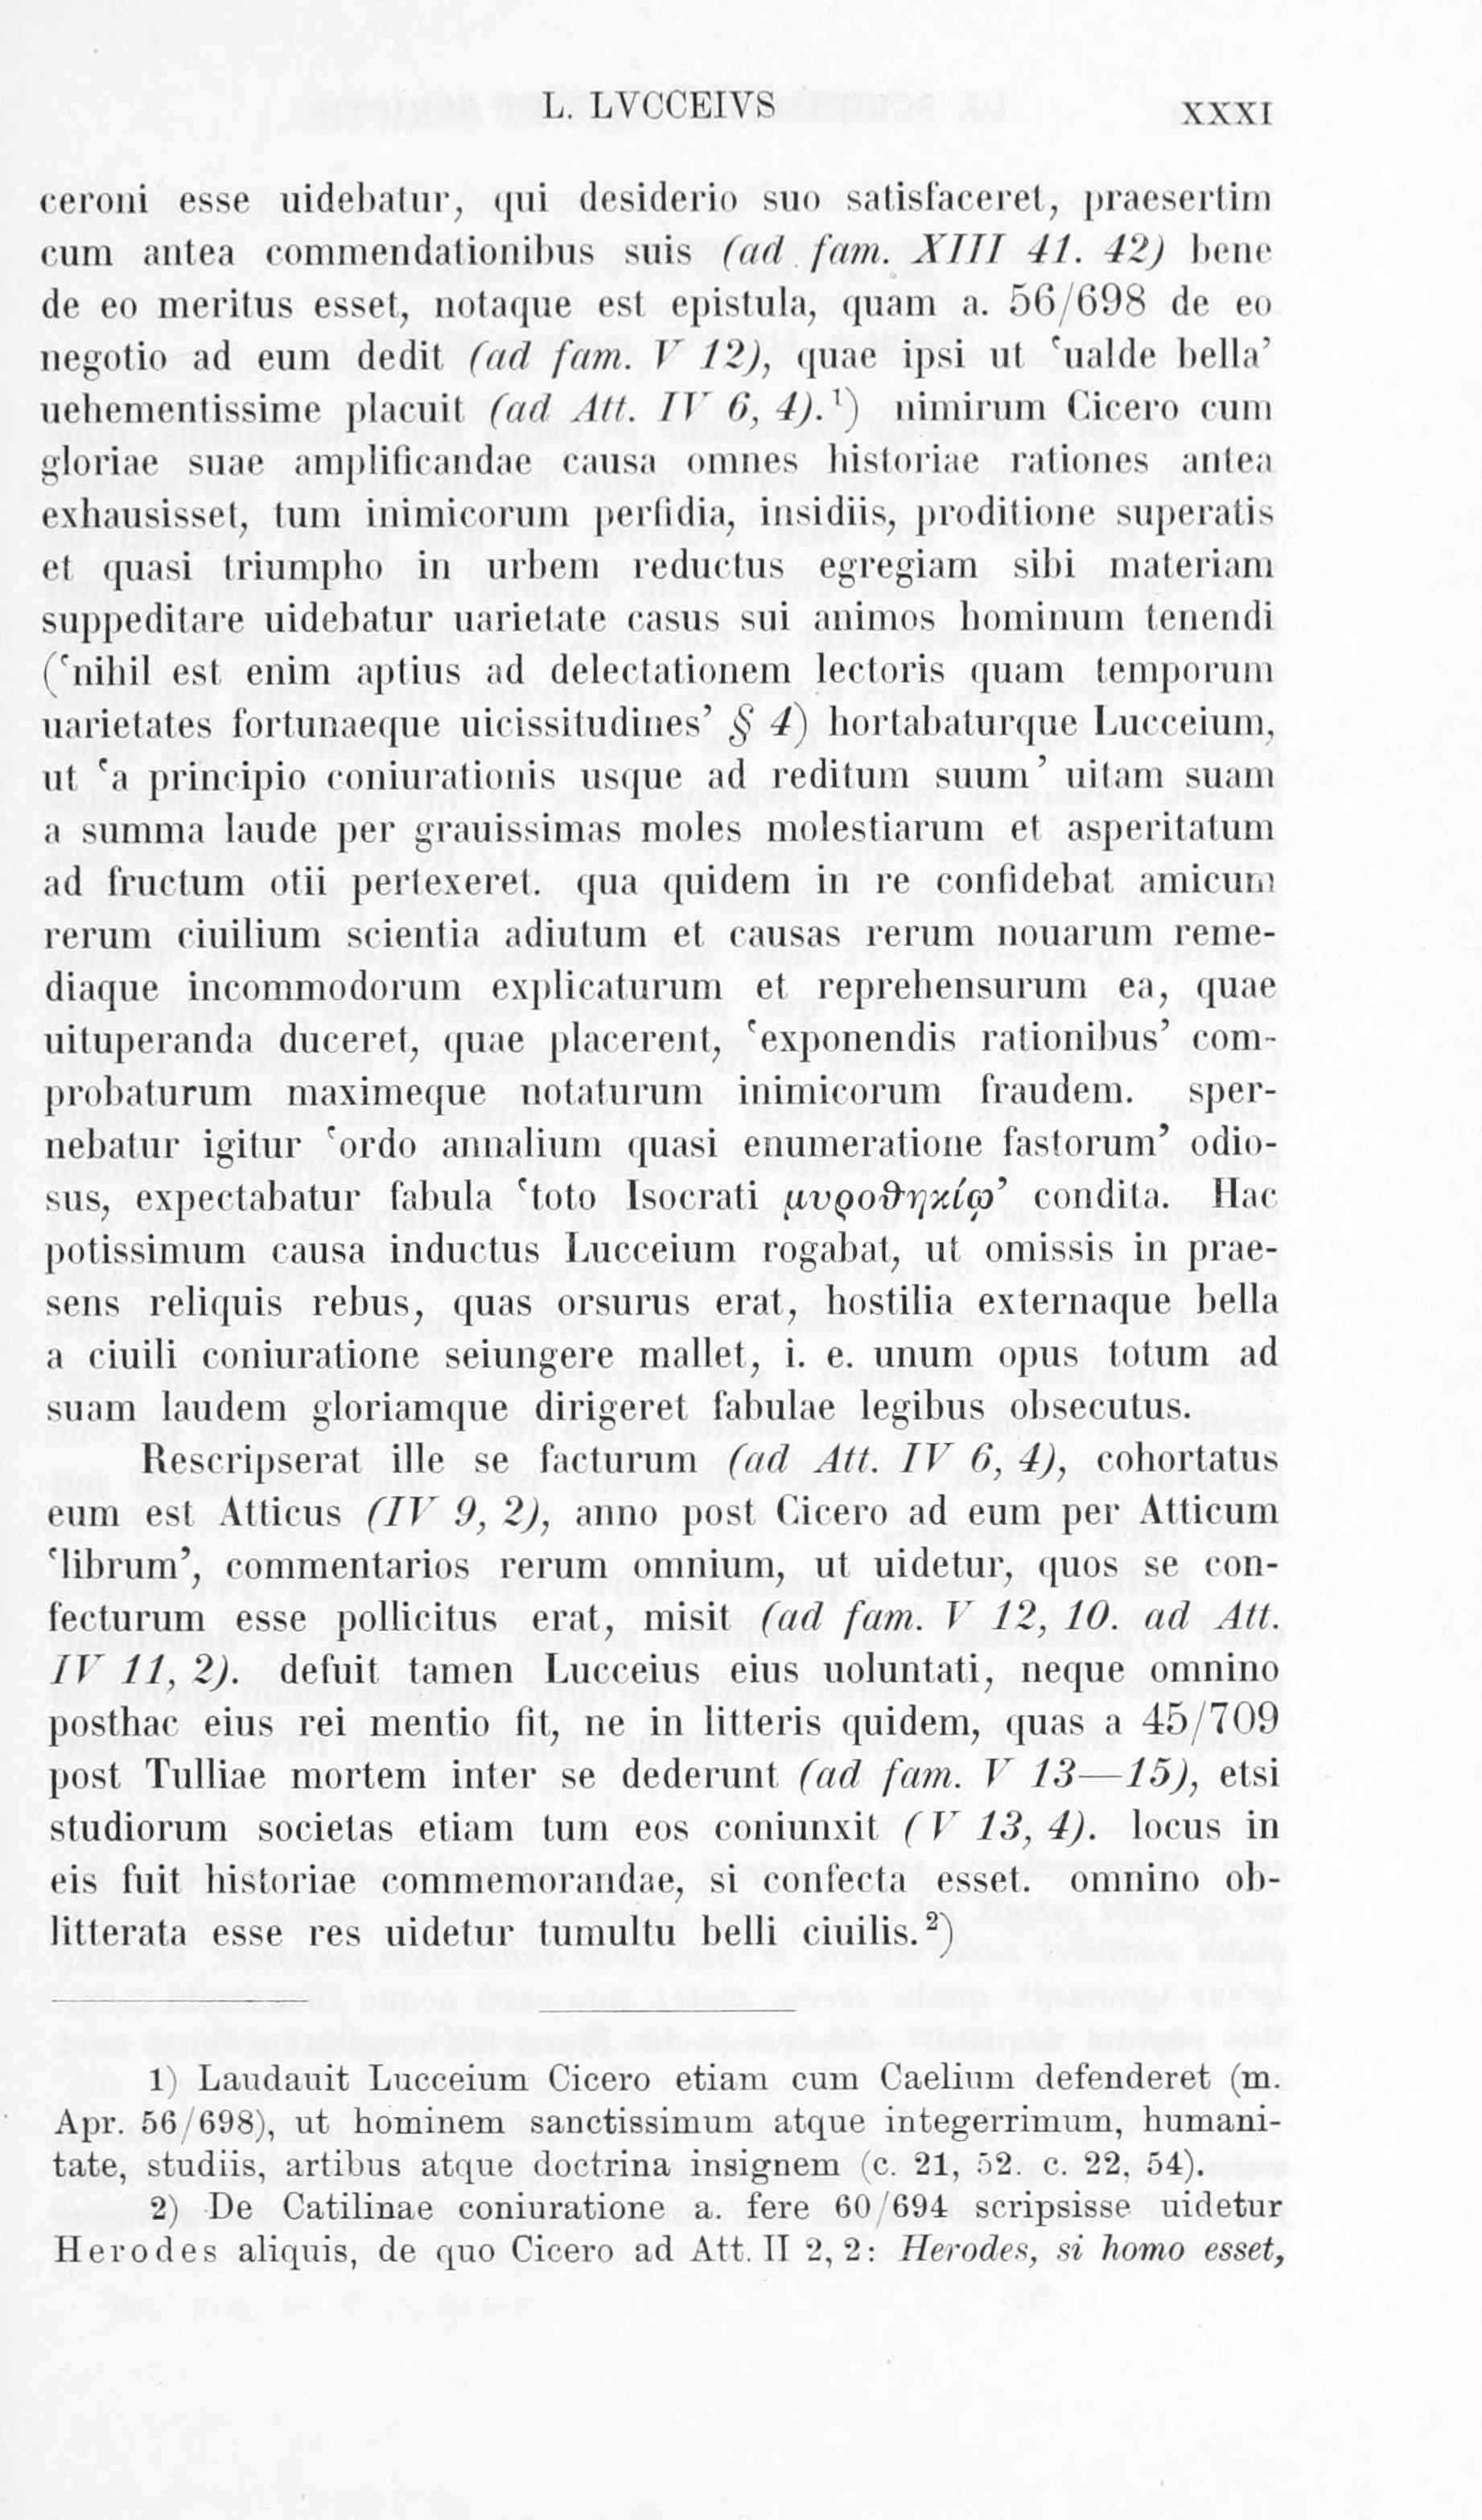 L. LVCCEIVS XXXI
ceroni esse uidebatur, qui desiderio suo satisfaceret, praesertim
cum antea commendationibus suis (ad fam. XIII 41. 42) bene
de eo meritus esset, notaque est epistula, quam a. 56/698 de eo
negotio ad eum dedit (ad fam. V 12), quae ipsi ut ‘ualde bella’
uehementissime placuit (ad Att. IV 6, 4).¹) nimirum Cicero cum
gloriae suae amplificandae causa omnes historiae rationes antea
exhausisset, tum inimicorum perfidia, insidiis, proditione superatis
et quasi triumpho in urbem reductus egregiam sibi materiam
suppeditare uidebatur uarietate casus sui animos hominum tenendi
(‘nihil est enim aptius ad delectationem lectoris quam temporum
uarietates fortunaeque uicissitudines’ § 4) hortabaturque Lucceium,
ut ‘a principio coniurationis usque ad reditum suum’ uitam suam
a summa laude per grauissimas moles molestiarum et asperitatum
ad fructum otii pertexeret. qua quidem in re confidebat amicum
rerum ciuilium scientia adiutum et causas rerum nouarum reme-
diaque incommodorum explicaturum et reprehensurum ea, quae
uituperanda duceret, quae placerent, ‘exponendis rationibus’ com-
probaturum maximeque notaturum inimicorum fraudem. sper-
nebatur igitur ‘ordo annalium quasi enumeratione fastorum’ odio-
sus, expectabatur fabula ‘toto Isocrati μυροθηκίῳ’ condita. Hac
potissimum causa inductus Lucceium rogabat, ut omissis in prae-
sens reliquis rebus, quas orsurus erat, hostilia externaque bella
a ciuili coniuratione seiungere mallet, i. e. unum opus totum ad
suam laudem gloriamque dirigeret fabulae legibus obsecutus.
Rescripserat ille se facturum (ad Att. IV 6, 4), cohortatus
eum est Atticus (IV 9, 2), anno post Cicero ad eum per Atticum
‘librum’, commentarios rerum omnium, ut uidetur, quos se con-
fecturum esse pollicitus erat, misit (ad fam. V 12, 10. ad Att.
IV 11, 2). defuit tamen Lucceius eius uoluntati, neque omnino
posthac eius rei mentio fit, ne in litteris quidem, quas a 45/709
post Tulliae mortem inter se dederunt (ad fam. V 13—15), etsi
studiorum societas etiam tum eos coniunxit (V 13, 4). locus in
eis fuit historiae commemorandae, si confecta esset. omnino ob-
litterata esse res uidetur tumultu belli ciuilis.²)
1) Laudauit Lucceium Cicero etiam cum Caelium defenderet (m.
Apr. 56/698), ut hominem sanctissimum atque integerrimum, humani-
tate, studiis, artibus atque doctrina insignem (c. 21, 52. c. 22, 54).
2) De Catilinae coniuratione a. fere 60/694 scripsisse uidetur
Herodes aliquis, de quo Cicero ad Att. II 2, 2: Herodes, si homo esset,